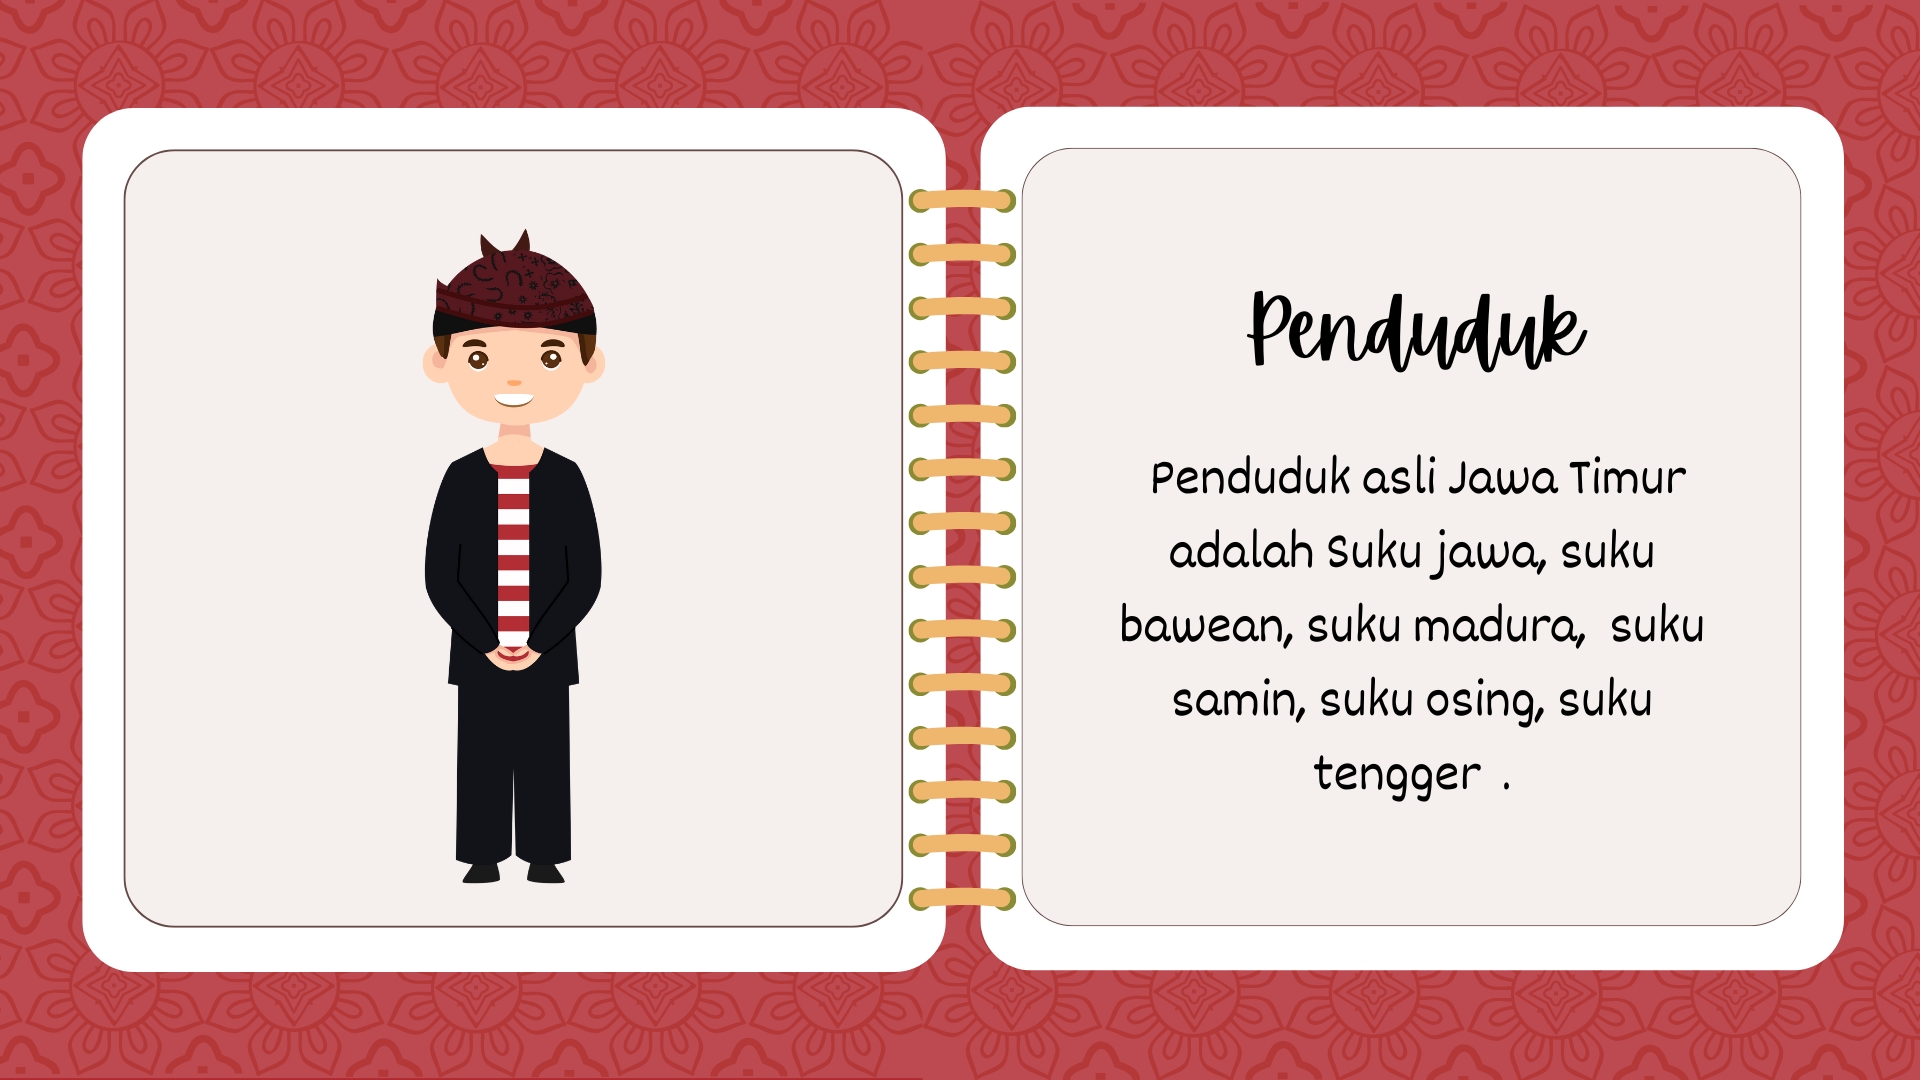 Penduduk
Penduduk asli Jawa Timur
adalah Suku jawa, suku
bawean, suku madura, suku
samin, suku osing, suku
tengger .